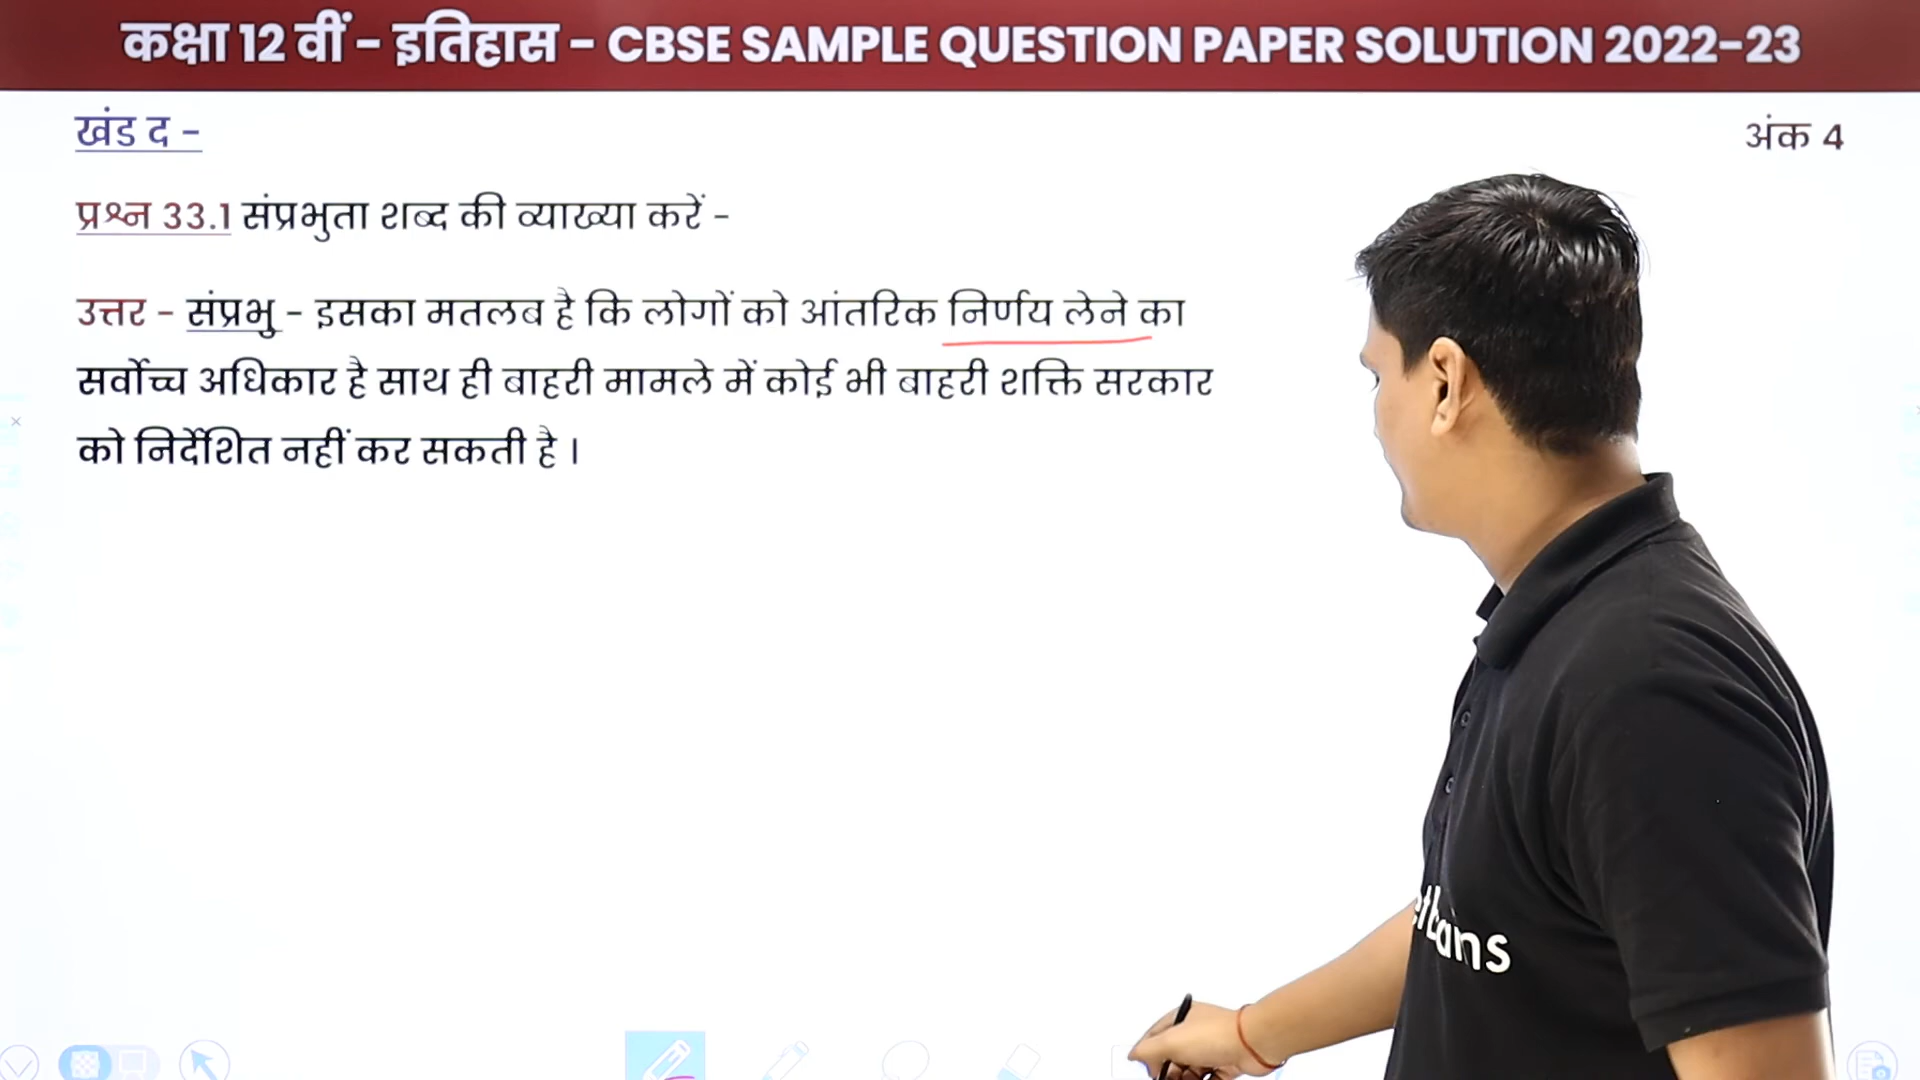 कक्षा 12 वीं - इतिहास - CBSE SAMPLE QUESTION PAPER SOLUTION 2022-23
खंड द -
अंक 4
प्रश्न 33.1 संप्रभुता शब्द की व्याख्या करें -
उत्तर - संप्रभु - इसका मतलब है कि लोगों को आंतरिक निर्णय लेने का
सर्वोच्च अधिकार है साथ ही बाहरी मामले में कोई भी बाहरी शक्ति सरकार
को निर्देशित नहीं कर सकती है ।